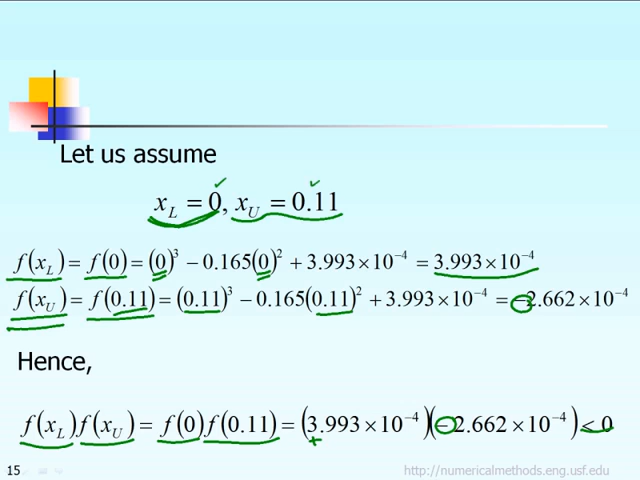 Let us assume
x_L = 0, x_U = 0.11
f(x_L) = f(0) = (0)³ − 0.165(0)² + 3.993×10⁻⁴ = 3.993×10⁻⁴
f(x_U) = f(0.11) = (0.11)³ − 0.165(0.11)² + 3.993×10⁻⁴ = −2.662×10⁻⁴
Hence,
f(x_L)f(x_U) = f(0)f(0.11) = (3.993×10⁻⁴)(−2.662×10⁻⁴) < 0
+
15
http://numericalmethods.eng.usf.edu